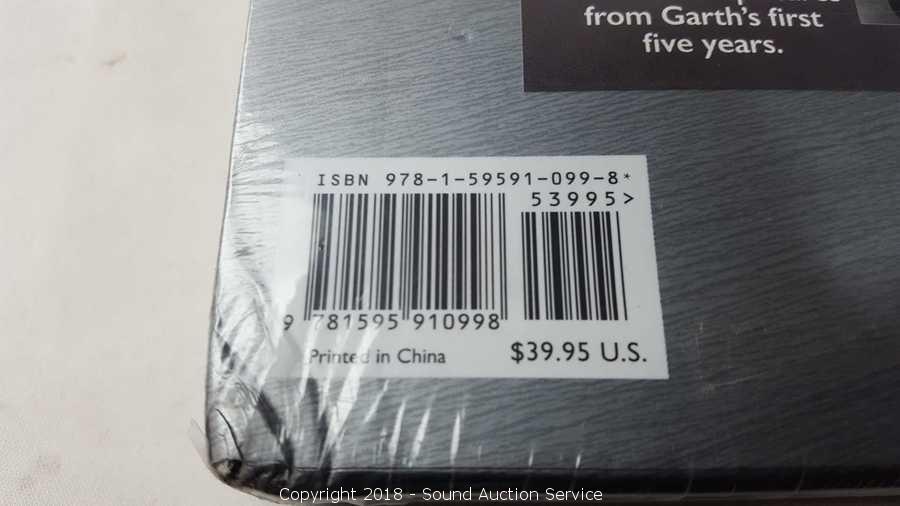 from Garth's first
five years.
ISBN 978-1-59591-099-8*
53995>
9 781595 910998
Printed in China
$39.95 U.S.
Copyright 2018 - Sound Auction Service